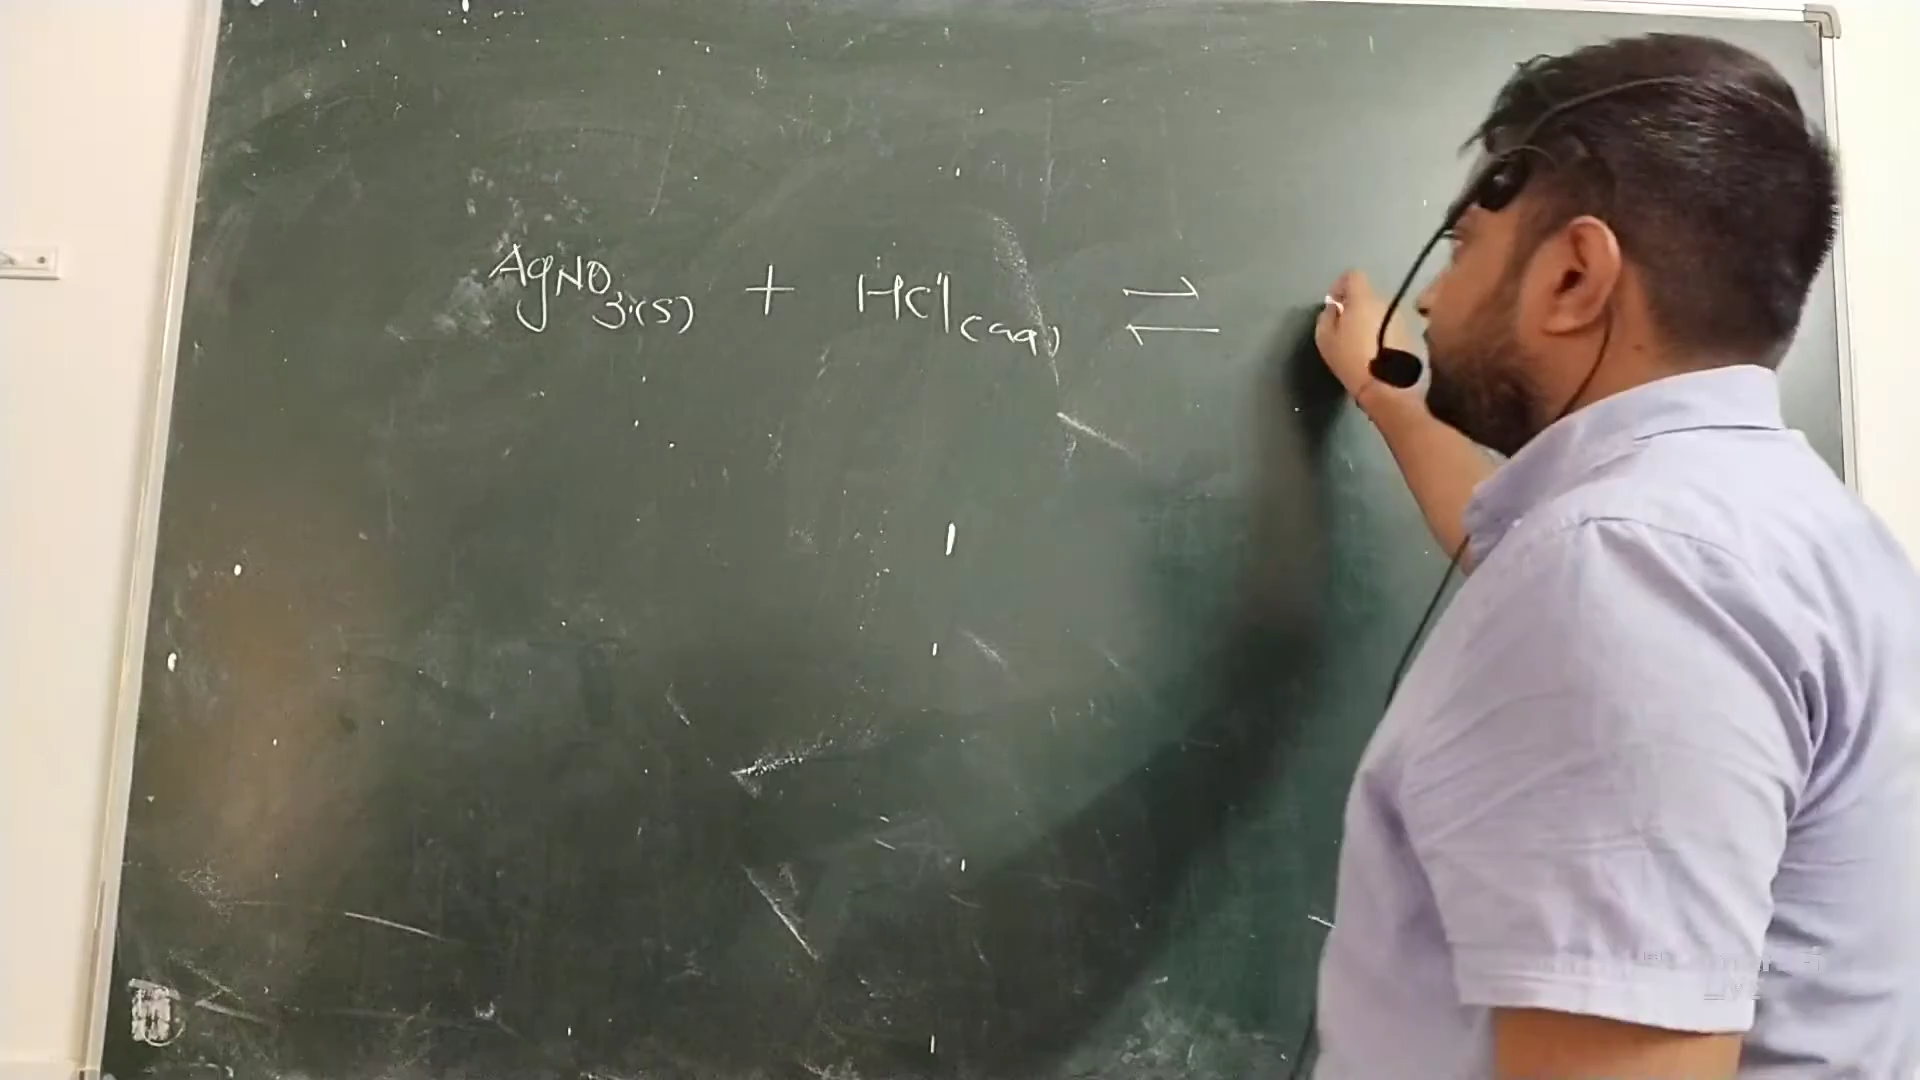 AgNO₃(s) + HCl(aq) ⇌